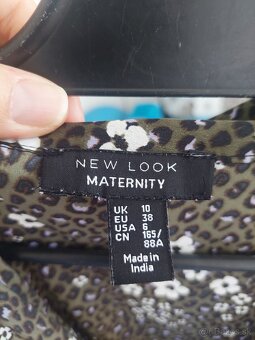 NEW LOOK
MATERNITY
UK 10
EU 38
USA 6
CN 165/
88A
Made in
India